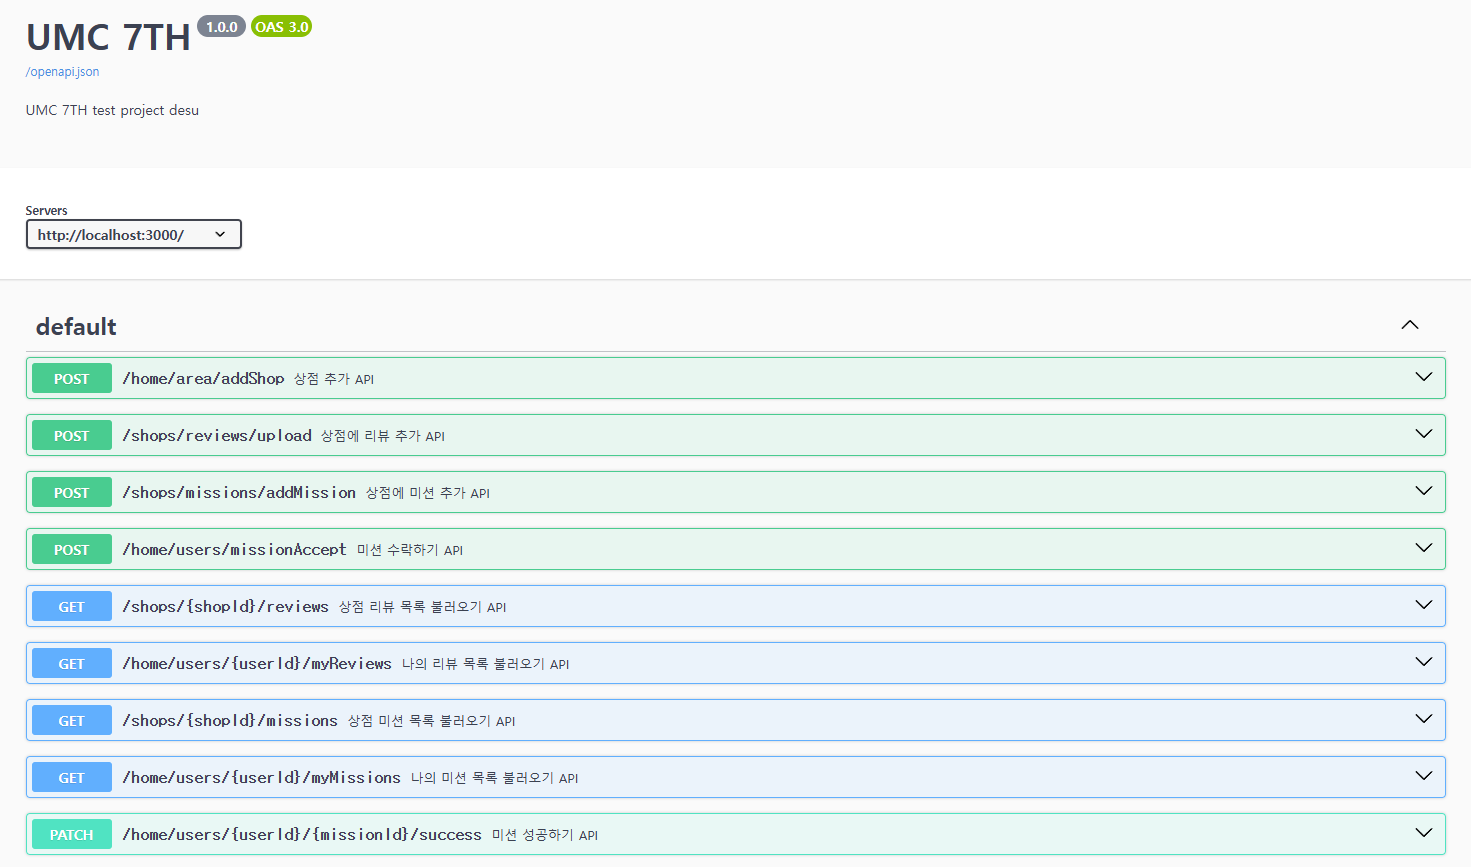 UMC 7TH 1.0.0 OAS 3.0
/openapi.json
UMC 7TH test project desu
Servers
http://localhost:3000/
default
POST /home/area/addShop 상점 추가 API
POST /shops/reviews/upload 상점에 리뷰 추가 API
POST /shops/missions/addMission 상점에 미션 추가 API
POST /home/users/missionAccept 미션 수락하기 API
GET /shops/{shopId}/reviews 상점 리뷰 목록 불러오기 API
GET /home/users/{userId}/myReviews 나의 리뷰 목록 불러오기 API
GET /shops/{shopId}/missions 상점 미션 목록 불러오기 API
GET /home/users/{userId}/myMissions 나의 미션 목록 불러오기 API
PATCH /home/users/{userId}/{missionId}/success 미션 성공하기 API